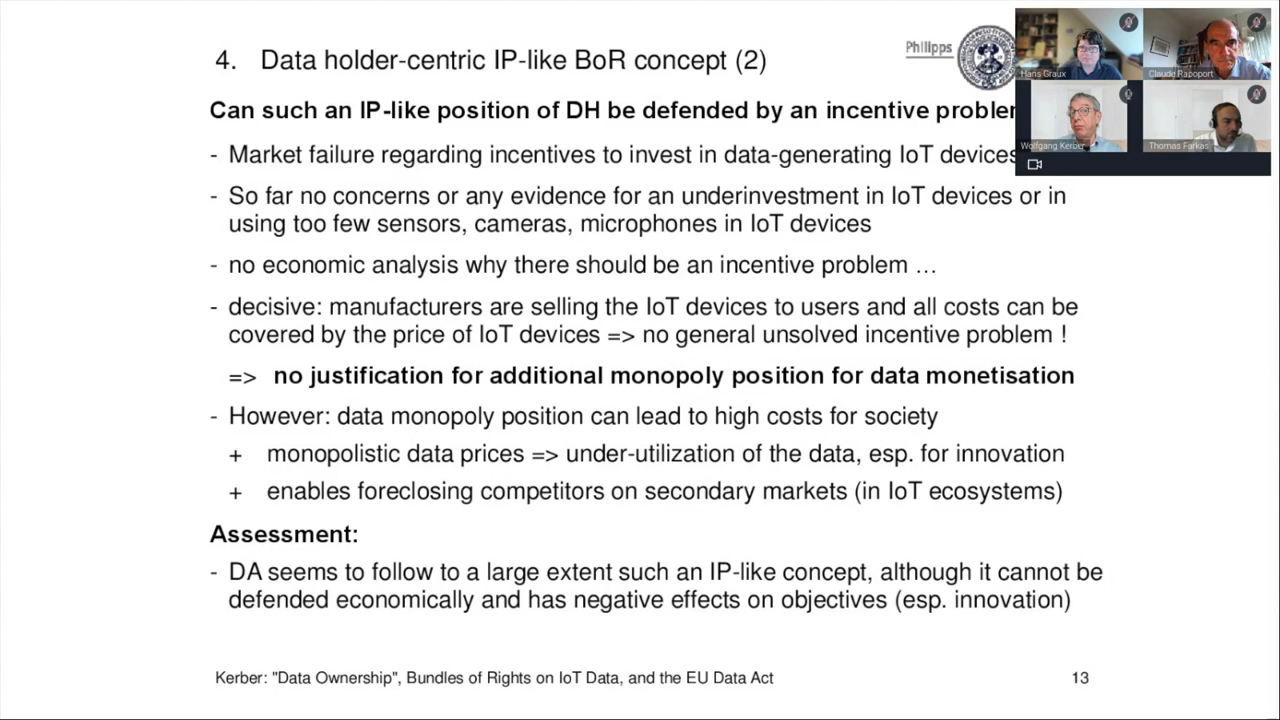 4. Data holder-centric IP-like BoR concept (2)
Philipps
Hans Graux
Claude Rapoport
Wolfgang Kerber
Thomas Farkas
Can such an IP-like position of DH be defended by an incentive
- Market failure regarding incentives to invest in data-generating IoT devices
- So far no concerns or any evidence for an underinvestment in IoT devices or in
using too few sensors, cameras, microphones in IoT devices
- no economic analysis why there should be an incentive problem …
- decisive: manufacturers are selling the IoT devices to users and all costs can be
covered by the price of IoT devices => no general unsolved incentive problem !
=> no justification for additional monopoly position for data monetisation
- However: data monopoly position can lead to high costs for society
+ monopolistic data prices => under-utilization of the data, esp. for innovation
+ enables foreclosing competitors on secondary markets (in IoT ecosystems)
Assessment:
- DA seems to follow to a large extent such an IP-like concept, although it cannot be
defended economically and has negative effects on objectives (esp. innovation)
Kerber: "Data Ownership", Bundles of Rights on IoT Data, and the EU Data Act
13